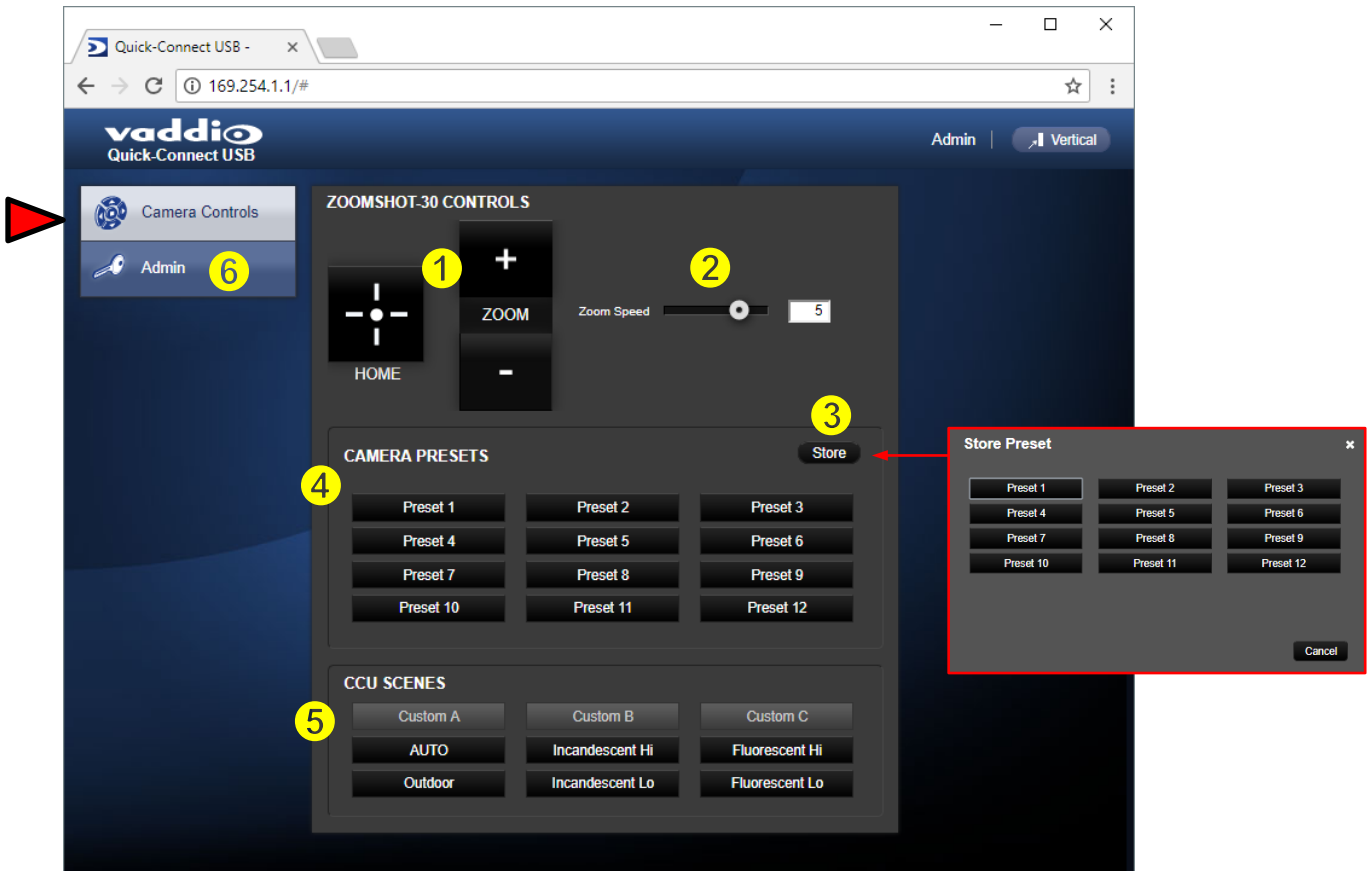 Quick-Connect USB -
169.254.1.1/#
vaddio
Quick-Connect USB
Admin
Vertical
Camera Controls
Admin
6
ZOOMSHOT-30 CONTROLS
1
+
ZOOM
-
HOME
2
Zoom Speed
5
3
CAMERA PRESETS
Store
4
Preset 1 Preset 2 Preset 3
Preset 4 Preset 5 Preset 6
Preset 7 Preset 8 Preset 9
Preset 10 Preset 11 Preset 12
CCU SCENES
5
Custom A Custom B Custom C
AUTO Incandescent Hi Fluorescent Hi
Outdoor Incandescent Lo Fluorescent Lo
Store Preset
Preset 1 Preset 2 Preset 3
Preset 4 Preset 5 Preset 6
Preset 7 Preset 8 Preset 9
Preset 10 Preset 11 Preset 12
Cancel